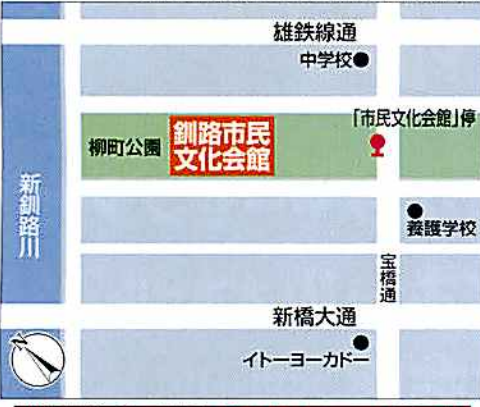 雄鉄線通
中学校
「市民文化会館」停
柳町公園
釧路市民
文化会館
新釧路川
養護学校
宝橋通
新橋大通
イトーヨーカドー